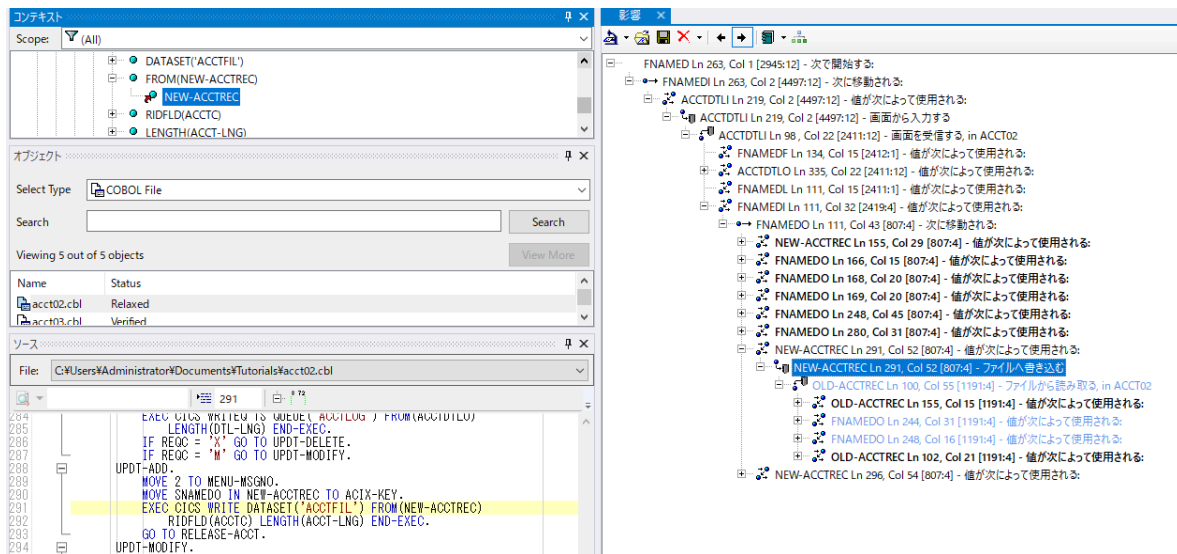 コンテキスト
Scope: (All)
DATASET('ACCTFIL')
FROM(NEW-ACCTREC)
NEW-ACCTREC
RIDFLD(ACCTC)
LENGTH(ACCT-LNG)
オブジェクト
Select Type COBOL File
Search Search
Viewing 5 out of 5 objects View More
Name Status
acct02.cbl Relaxed
acct03.cbl Verified
ソース
File: C:¥Users¥Administrator¥Documents¥Tutorials¥acct02.cbl
291
284 EXEC CICS WRITEQ TS QUEUE('ACCTLOG') FROM(ACCTDTLO)
285 LENGTH(DTL-LNG) END-EXEC.
286 IF REQC = 'X' GO TO UPDT-DELETE.
287 IF REQC = 'M' GO TO UPDT-MODIFY.
288 UPDT-ADD.
289 MOVE 2 TO MENU-MSGNO.
290 MOVE SNAMEDO IN NEW-ACCTREC TO ACIX-KEY.
291 EXEC CICS WRITE DATASET('ACCTFIL') FROM(NEW-ACCTREC)
292 RIDFLD(ACCTC) LENGTH(ACCT-LNG) END-EXEC.
293 GO TO RELEASE-ACCT.
294 UPDT-MODIFY.
影響
FNAMED Ln 263, Col 1 [2945:12] - 次で開始する:
FNAMEDI Ln 263, Col 2 [4497:12] - 次に移動される:
ACCTDTLI Ln 219, Col 2 [4497:12] - 値が次によって使用される:
ACCTDTLI Ln 219, Col 2 [4497:12] - 画面から入力する
ACCTDTLI Ln 98 , Col 22 [2411:12] - 画面を受信する, in ACCT02
FNAMEDF Ln 134, Col 15 [2412:1] - 値が次によって使用される:
ACCTDTLO Ln 335, Col 22 [2411:12] - 値が次によって使用される:
FNAMEDL Ln 111, Col 15 [2411:1] - 値が次によって使用される:
FNAMEDI Ln 111, Col 32 [2419:4] - 値が次によって使用される:
FNAMEDO Ln 111, Col 43 [807:4] - 次に移動される:
NEW-ACCTREC Ln 155, Col 29 [807:4] - 値が次によって使用される:
FNAMEDO Ln 166, Col 15 [807:4] - 値が次によって使用される:
FNAMEDO Ln 168, Col 20 [807:4] - 値が次によって使用される:
FNAMEDO Ln 169, Col 20 [807:4] - 値が次によって使用される:
FNAMEDO Ln 248, Col 45 [807:4] - 値が次によって使用される:
FNAMEDO Ln 280, Col 31 [807:4] - 値が次によって使用される:
NEW-ACCTREC Ln 291, Col 52 [807:4] - 値が次によって使用される:
NEW-ACCTREC Ln 291, Col 52 [807:4] - ファイルへ書き込む
OLD-ACCTREC Ln 100, Col 55 [1191:4] - ファイルから読み取る, in ACCT02
OLD-ACCTREC Ln 155, Col 15 [1191:4] - 値が次によって使用される:
FNAMEDO Ln 244, Col 31 [1191:4] - 値が次によって使用される:
FNAMEDO Ln 248, Col 16 [1191:4] - 値が次によって使用される:
OLD-ACCTREC Ln 102, Col 21 [1191:4] - 値が次によって使用される:
NEW-ACCTREC Ln 296, Col 54 [807:4] - 値が次によって使用される: